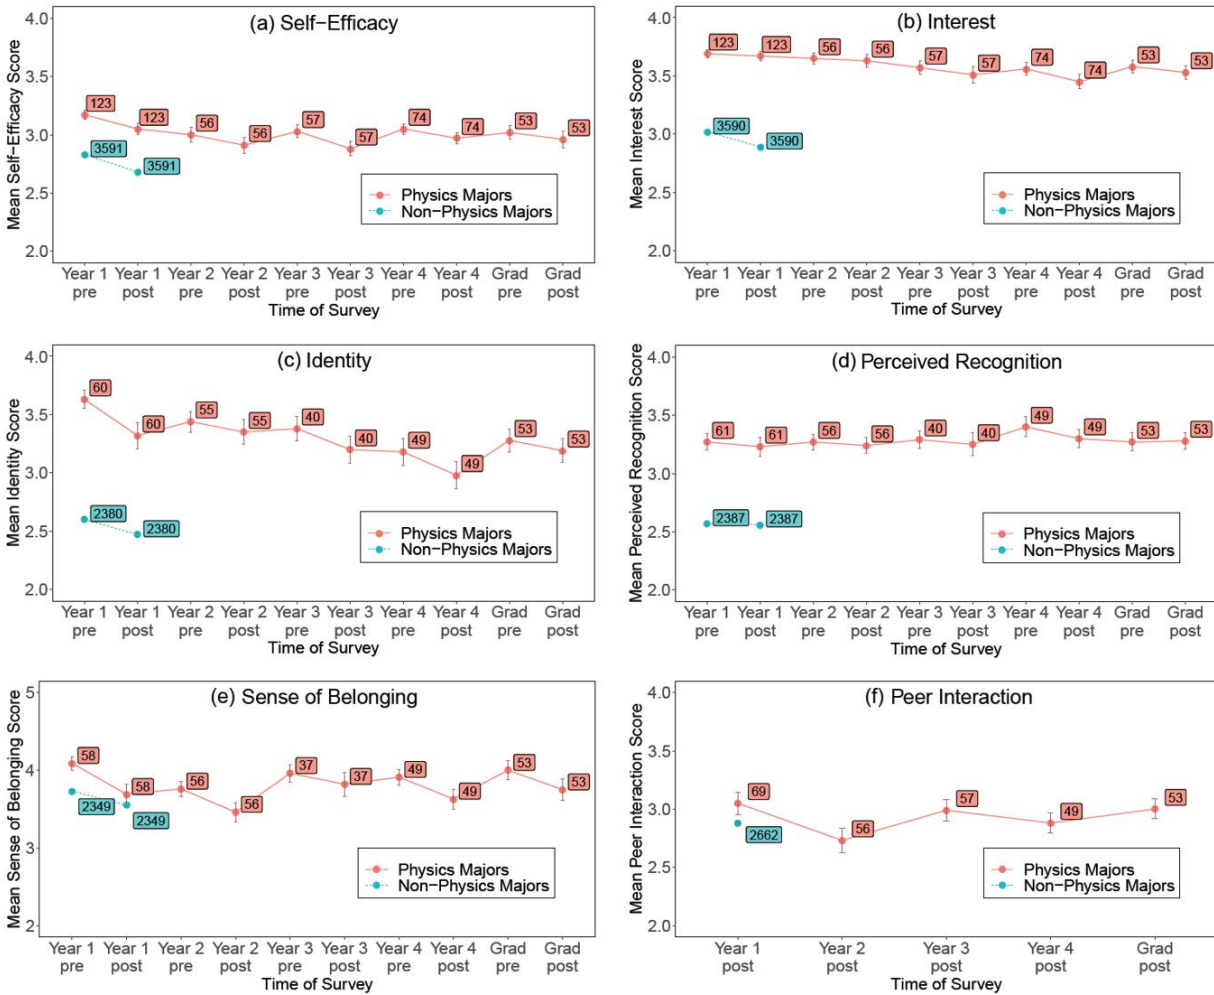 (a) Self−Efficacy
Mean Self−Efficacy Score
4.0
3.5
3.0
2.5
2.0
123
123
56
56
57
57
74
74
53
53
3591
3591
Physics Majors
Non−Physics Majors
Year 1 Year 1 Year 2 Year 2 Year 3 Year 3 Year 4 Year 4 Grad Grad
pre post pre post pre post pre post pre post
Time of Survey
(b) Interest
Mean Interest Score
4.0
3.5
3.0
2.5
2.0
123
123
56
56
57
57
74
74
53
53
3590
3590
Physics Majors
Non−Physics Majors
Year 1 Year 1 Year 2 Year 2 Year 3 Year 3 Year 4 Year 4 Grad Grad
pre post pre post pre post pre post pre post
Time of Survey
(c) Identity
Mean Identity Score
4.0
3.5
3.0
2.5
2.0
60
60
55
55
40
40
49
49
53
53
2380
2380
Physics Majors
Non−Physics Majors
Year 1 Year 1 Year 2 Year 2 Year 3 Year 3 Year 4 Year 4 Grad Grad
pre post pre post pre post pre post pre post
Time of Survey
(d) Perceived Recognition
Mean Perceived Recognition Score
4.0
3.5
3.0
2.5
2.0
61
61
56
56
40
40
49
49
53
53
2387
2387
Physics Majors
Non−Physics Majors
Year 1 Year 1 Year 2 Year 2 Year 3 Year 3 Year 4 Year 4 Grad Grad
pre post pre post pre post pre post pre post
Time of Survey
(e) Sense of Belonging
Mean Sense of Belonging Score
5
4
3
2
58
58
56
56
37
37
49
49
53
53
2349
2349
Physics Majors
Non−Physics Majors
Year 1 Year 1 Year 2 Year 2 Year 3 Year 3 Year 4 Year 4 Grad Grad
pre post pre post pre post pre post pre post
Time of Survey
(f) Peer Interaction
Mean Peer Interaction Score
4.0
3.5
3.0
2.5
2.0
69
56
57
49
53
2662
Physics Majors
Non−Physics Majors
Year 1 Year 2 Year 3 Year 4 Grad
post post post post post
Time of Survey